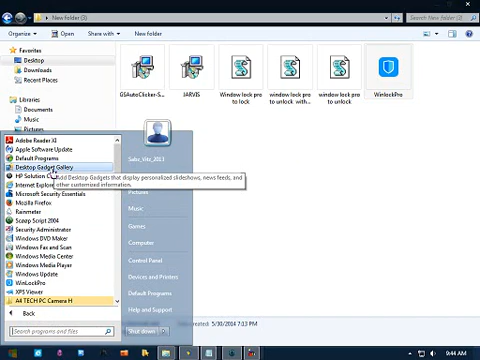 New folder (3)
Search New folder (3)
Organize
Open
Share with
New folder
Favorites
Desktop
Downloads
Recent Places
Libraries
Documents
Music
Pictures
GSAutoClicker-S...
JARVIS
Window lock pro to lock
window lock pro to unlock with...
window lock pro to unlock
WinlockPro
Adobe Reader XI
Apple Software Update
Default Programs
Desktop Gadget Gallery
HP Solution
Internet Explorer
Microsoft Security Essentials
Mozilla Firefox
Rainmeter
Scasp Script 2004
Security Administrator
Windows DVD Maker
Windows Fax and Scan
Windows Media Center
Windows Media Player
Windows Update
WinLockPro
XPS Viewer
A4 TECH PC Camera H
Back
Search programs and files
Add Desktop Gadgets that display personalized slideshows, news feeds, and
other customized information.
Pictures
Music
Games
Computer
Control Panel
Devices and Printers
Default Programs
Help and Support
Shut down
5/30/2014 7:13 PM
9:44 AM